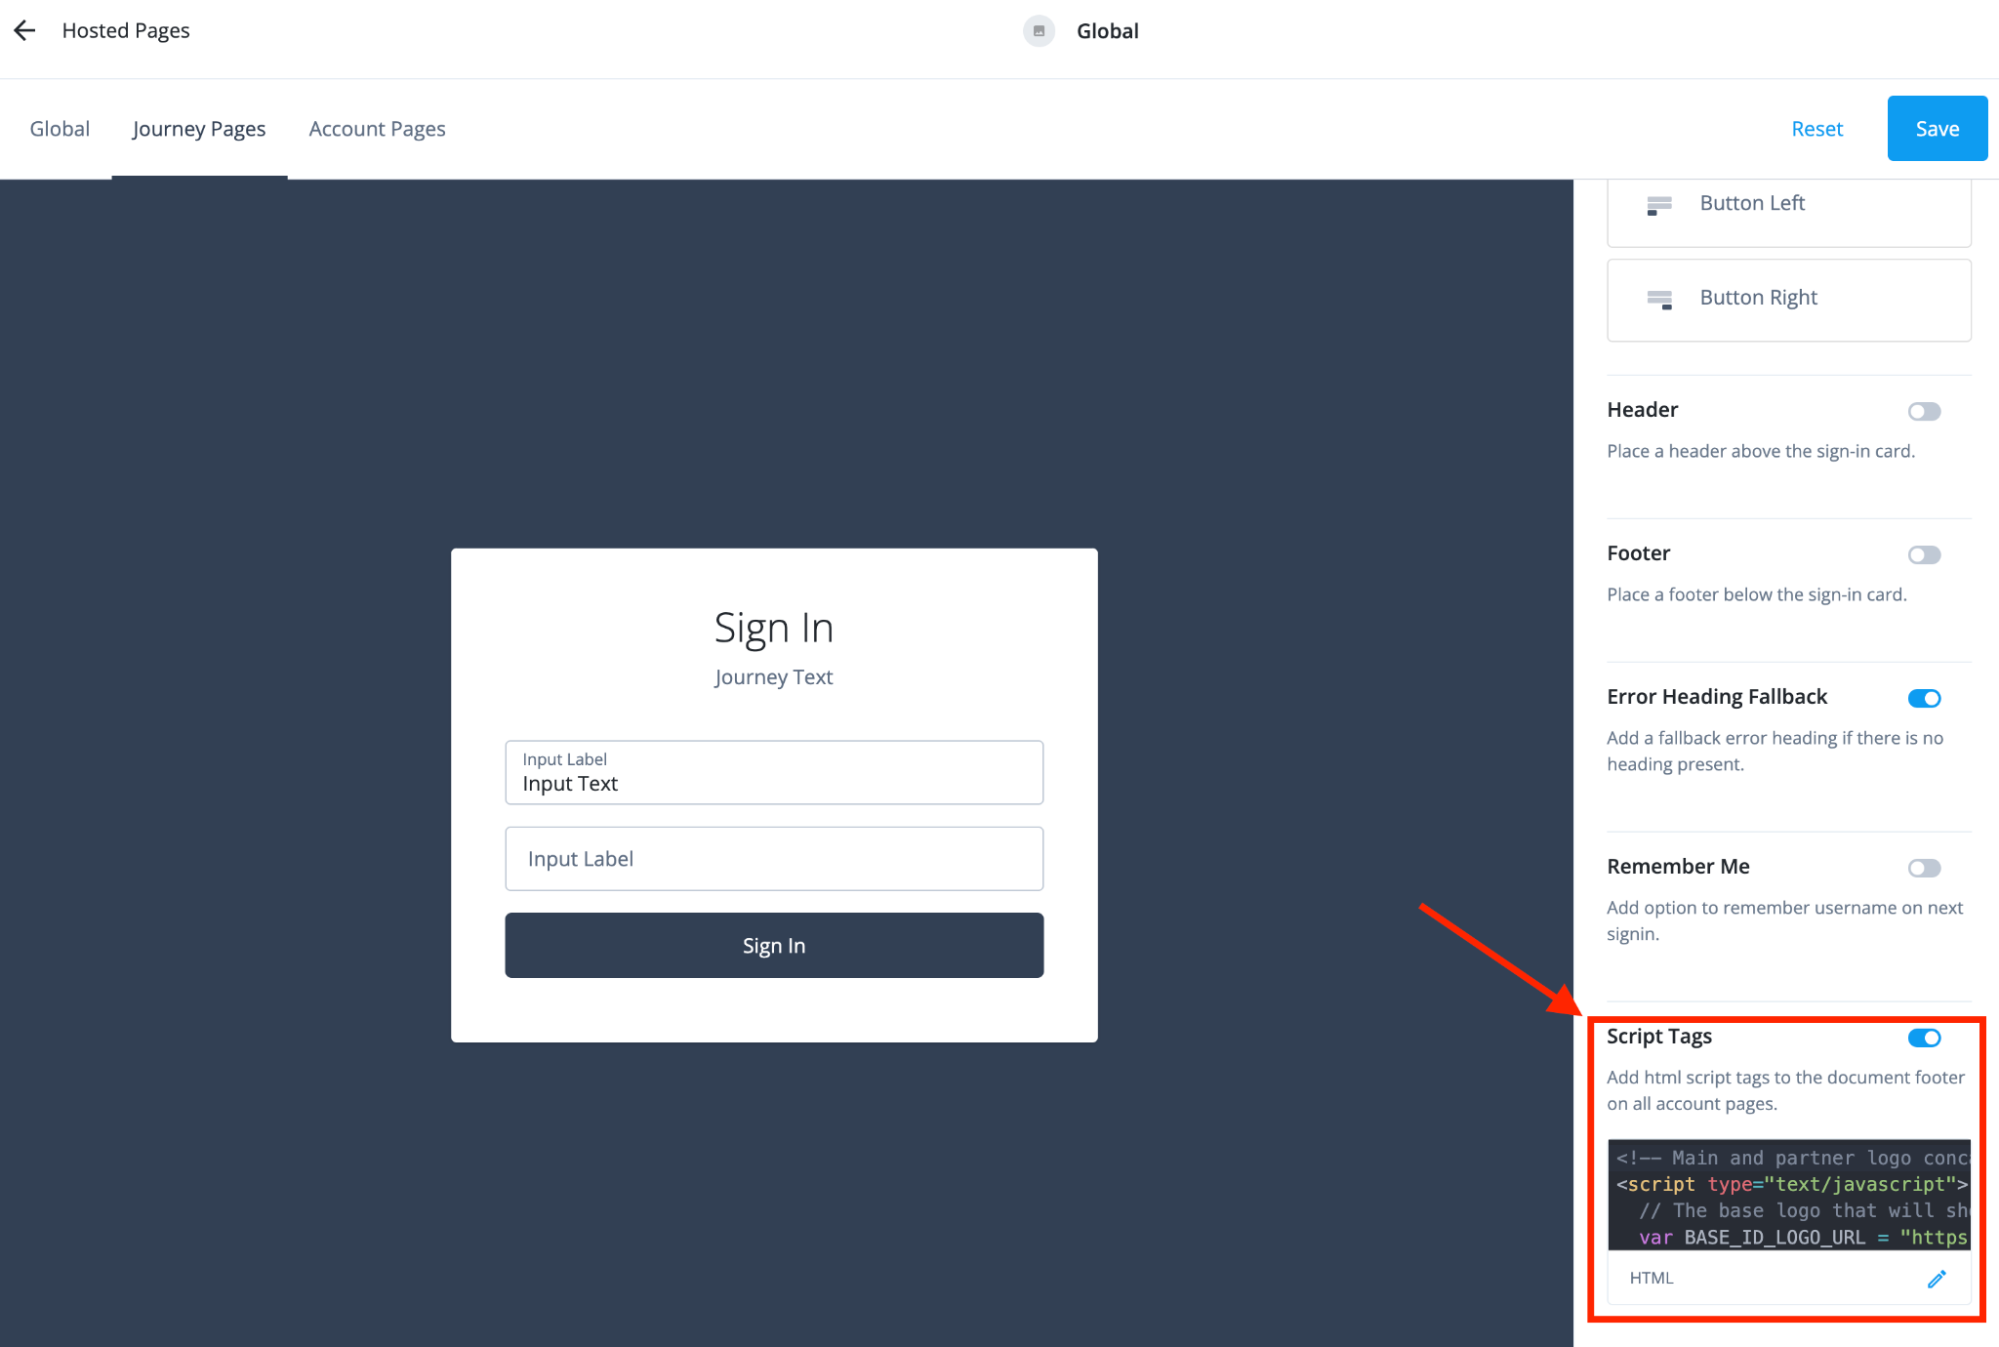 Hosted Pages
Global
Global Journey Pages Account Pages Reset Save
Button Left
Button Right
Header
Place a header above the sign-in card.
Footer
Place a footer below the sign-in card.
Sign In
Journey Text
Input Label
Input Text
Input Label
Sign In
Error Heading Fallback
Add a fallback error heading if there is no
heading present.
Remember Me
Add option to remember username on next
signin.
Script Tags
Add html script tags to the document footer
on all account pages.
<!-- Main and partner logo conc
<script type="text/javascript">
// The base logo that will sh
var BASE_ID_LOGO_URL = "https
HTML